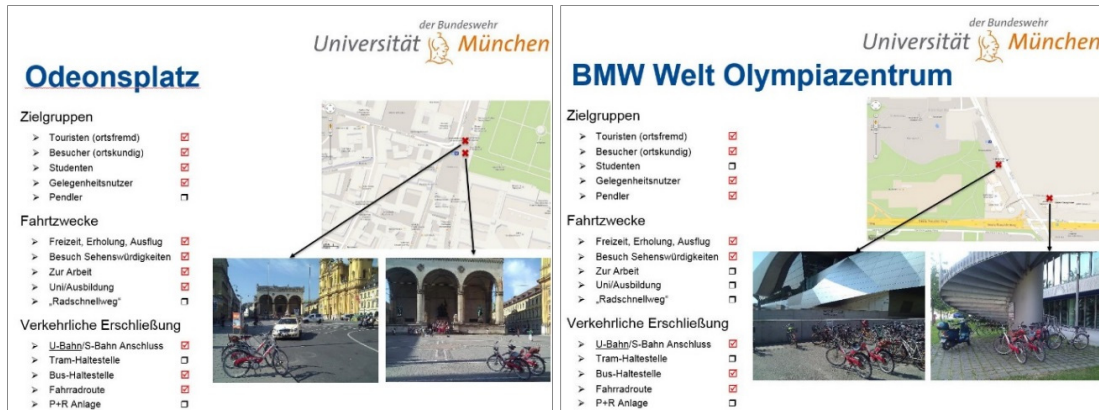 der Bundeswehr
Universität München
Odeonsplatz
Zielgruppen
➢ Touristen (ortsfremd) ☑
➢ Besucher (ortskundig) ☑
➢ Studenten ☑
➢ Gelegenheitsnutzer ☑
➢ Pendler ☐
Fahrtzwecke
➢ Freizeit, Erholung, Ausflug ☑
➢ Besuch Sehenswürdigkeiten ☑
➢ Zur Arbeit ☑
➢ Uni/Ausbildung ☑
➢ „Radschnellweg“ ☐
Verkehrliche Erschließung
➢ U-Bahn/S-Bahn Anschluss ☑
➢ Tram-Haltestelle ☐
➢ Bus-Haltestelle ☑
➢ Fahrradroute ☑
➢ P+R Anlage ☐
der Bundeswehr
Universität München
BMW Welt Olympiazentrum
Zielgruppen
➢ Touristen (ortsfremd) ☑
➢ Besucher (ortskundig) ☑
➢ Studenten ☐
➢ Gelegenheitsnutzer ☑
➢ Pendler ☑
Fahrtzwecke
➢ Freizeit, Erholung, Ausflug ☑
➢ Besuch Sehenswürdigkeiten ☑
➢ Zur Arbeit ☐
➢ Uni/Ausbildung ☐
➢ „Radschnellweg“ ☐
Verkehrliche Erschließung
➢ U-Bahn/S-Bahn Anschluss ☑
➢ Tram-Haltestelle ☐
➢ Bus-Haltestelle ☑
➢ Fahrradroute ☑
➢ P+R Anlage ☐